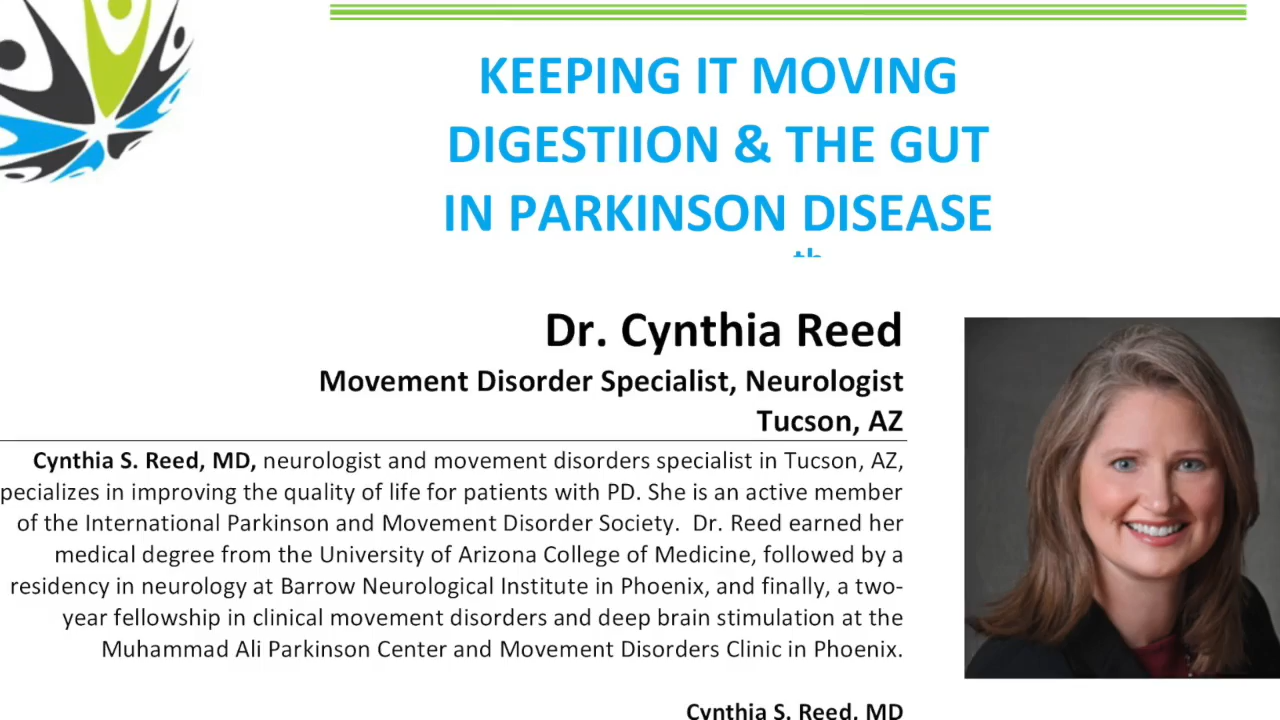 KEEPING IT MOVING
DIGESTIION & THE GUT
IN PARKINSON DISEASE
th
Dr. Cynthia Reed
Movement Disorder Specialist, Neurologist
Tucson, AZ
Cynthia S. Reed, MD, neurologist and movement disorders specialist in Tucson, AZ,
pecializes in improving the quality of life for patients with PD. She is an active member
of the International Parkinson and Movement Disorder Society. Dr. Reed earned her
medical degree from the University of Arizona College of Medicine, followed by a
residency in neurology at Barrow Neurological Institute in Phoenix, and finally, a two-
year fellowship in clinical movement disorders and deep brain stimulation at the
Muhammad Ali Parkinson Center and Movement Disorders Clinic in Phoenix.
Cynthia S. Reed, MD